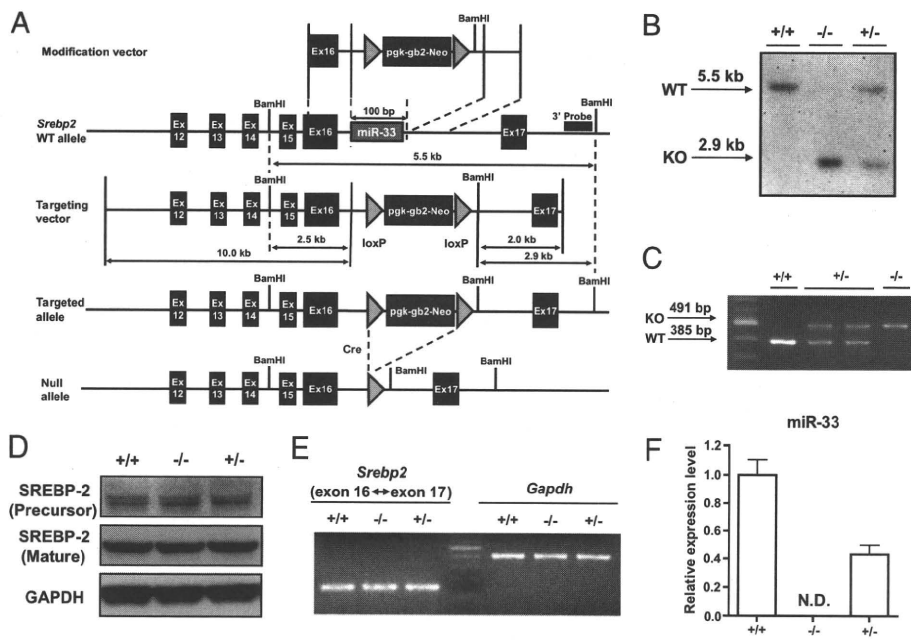 A
Modification vector
Ex16
pgk-gb2-Neo
BamHI
Srebp2
WT allele
BamHI
100 bp
3' Probe
BamHI
Ex 12
Ex 13
Ex 14
Ex 15
Ex16
miR-33
Ex17
5.5 kb
Targeting vector
BamHI
BamHI
Ex 12
Ex 13
Ex 14
Ex 15
Ex16
pgk-gb2-Neo
Ex17
loxP
loxP
2.5 kb
2.0 kb
10.0 kb
2.9 kb
Targeted allele
BamHI
BamHI
BamHI
Ex 12
Ex 13
Ex 14
Ex 15
Ex16
pgk-gb2-Neo
Ex17
Cre
Null allele
BamHI
BamHI
BamHI
Ex 12
Ex 13
Ex 14
Ex 15
Ex16
Ex17
B
+/+ -/- +/-
WT 5.5 kb
KO 2.9 kb
C
+/+ +/- -/-
KO 491 bp
WT 385 bp
D
+/+ -/- +/-
SREBP-2
(Precursor)
SREBP-2
(Mature)
GAPDH
E
Srebp2
(exon 16↔exon 17)
+/+ -/- +/-
Gapdh
+/+ -/- +/-
F
miR-33
Relative expression level
1.2
1.0
0.8
0.6
0.4
0.2
0.0
N.D.
+/+ -/- +/-